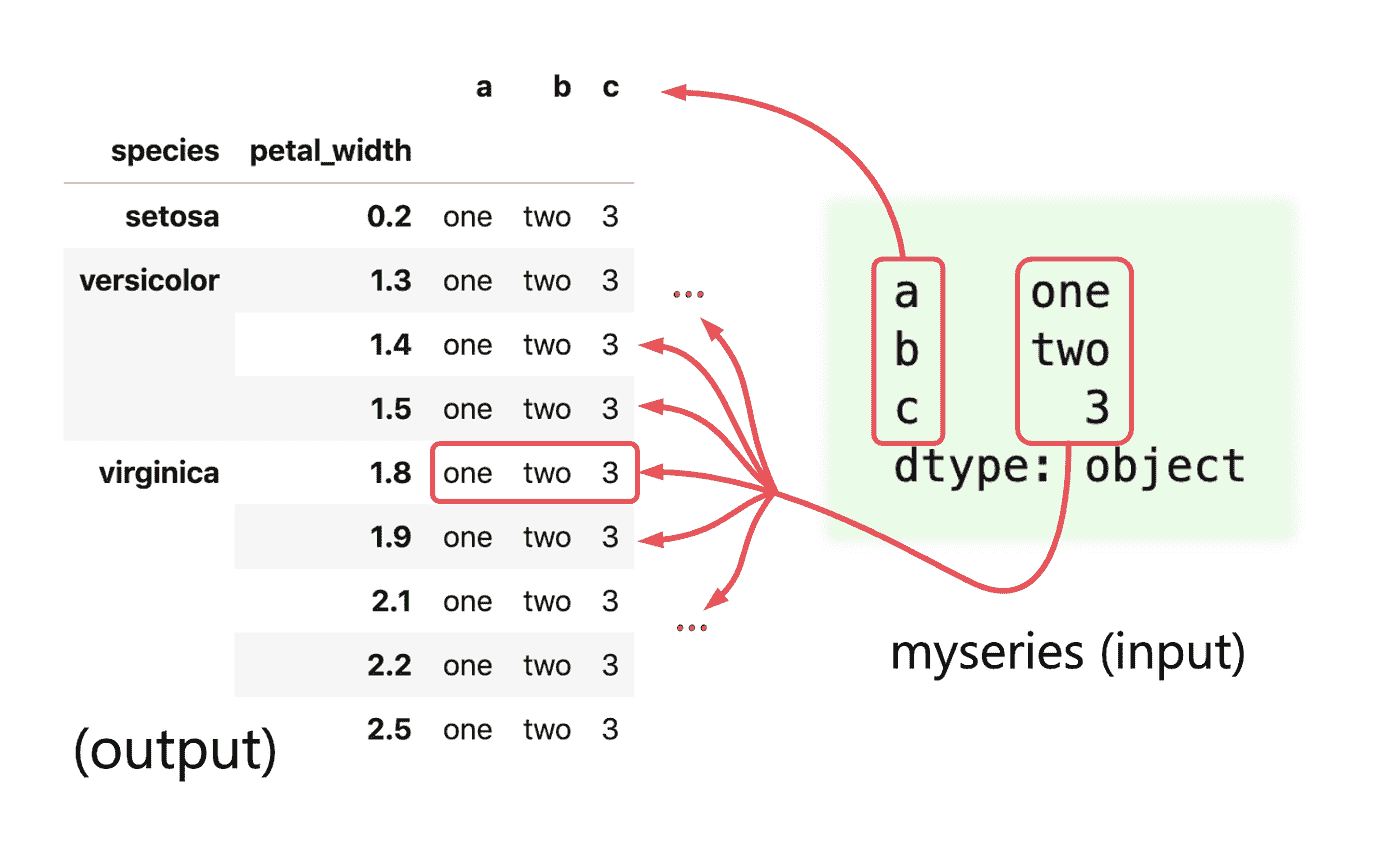 a b c
species petal_width
setosa 0.2 one two 3
versicolor 1.3 one two 3
1.4 one two 3
1.5 one two 3
virginica 1.8 one two 3
1.9 one two 3
2.1 one two 3
2.2 one two 3
2.5 one two 3
(output)
...
...
a one
b two
c 3
dtype: object
myseries (input)